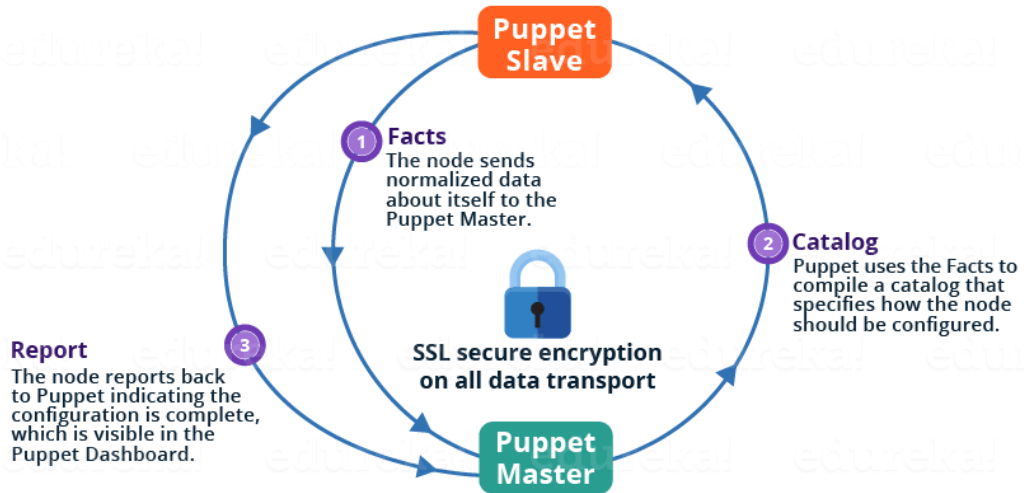 Puppet
Slave
1
Facts
The node sends
normalized data
about itself to the
Puppet Master.
2
Catalog
Puppet uses the Facts to
compile a catalog that
specifies how the node
should be configured.
3
Report
The node reports back
to Puppet indicating the
configuration is complete,
which is visible in the
Puppet Dashboard.
SSL secure encryption
on all data transport
Puppet
Master
edureka!